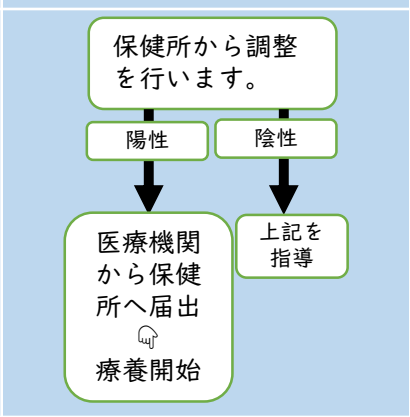 保健所から調整
を行います。
陽性
陰性
医療機関
から保健
所へ届出
☟
療養開始
上記を
指導